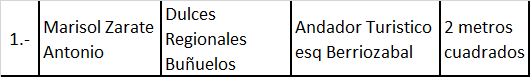 1.- Marisol Zarate Antonio Dulces Regionales Buñuelos Andador Turistico esq Berriozabal 2 metros cuadrados